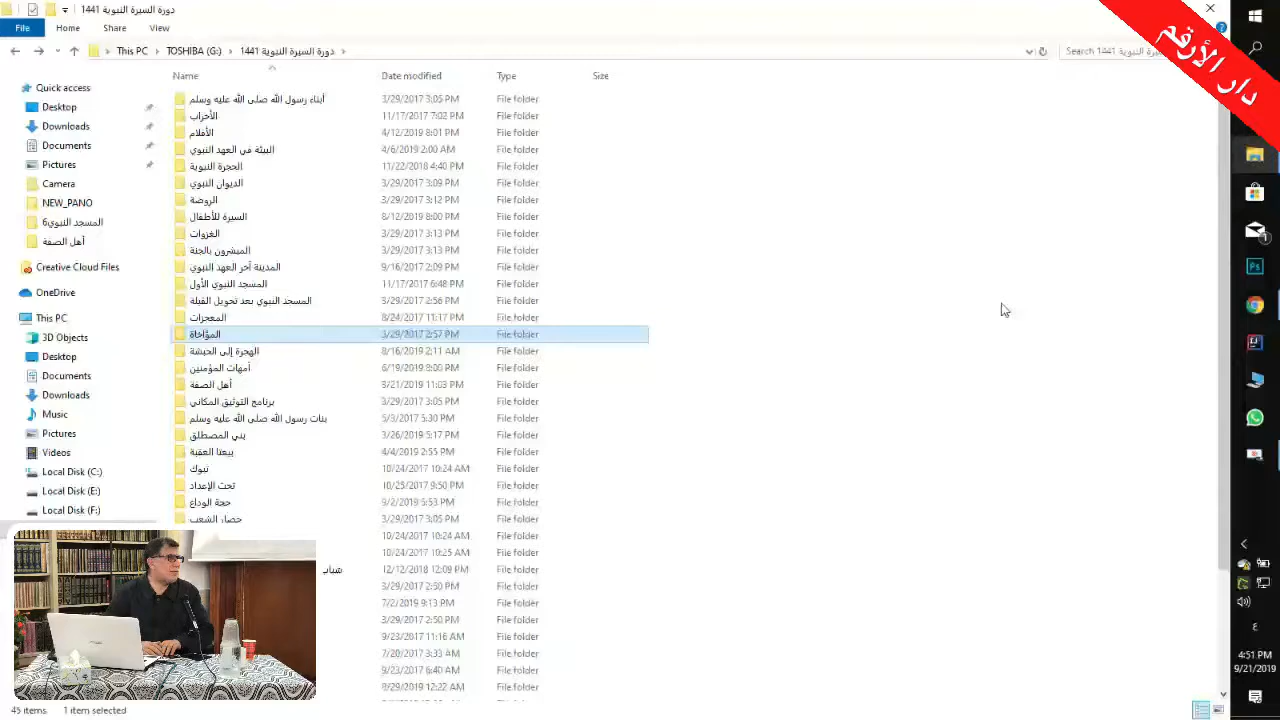 دورة السيرة النبوية 1441
File Home Share View
This PC › TOSHIBA (G:) › دورة السيرة النبوية 1441
Search دورة السيرة النبوية 1441
دار الأرقم
Name Date modified Type Size
Quick access
Desktop
Downloads
Documents
Pictures
Camera
NEW_PANO
المسجد النبوي6
أهل الصفة
Creative Cloud Files
OneDrive
This PC
3D Objects
Desktop
Documents
Downloads
Music
Pictures
Videos
Local Disk (C:)
Local Disk (E:)
Local Disk (F:)
أبناء رسول الله صلى الله عليه وسلم 3/29/2017 3:05 PM File folder
الأحزاب 11/17/2017 7:02 PM File folder
الأفلام 4/12/2019 8:01 PM File folder
البيئة في العهد النبوي 4/6/2019 2:00 AM File folder
الحجرة النبوية 11/22/2018 4:40 PM File folder
الديوان النبوي 3/29/2017 3:09 PM File folder
الروضة 3/29/2017 3:12 PM File folder
السيرة للأطفال 8/12/2019 8:00 PM File folder
الغزوات 3/29/2017 3:13 PM File folder
المبشرون بالجنة 3/29/2017 3:13 PM File folder
المدينة آخر العهد النبوي 9/16/2017 2:09 PM File folder
المسجد النبوي الأول 11/17/2017 6:48 PM File folder
المسجد النبوي بعد تحويل القبلة 3/29/2017 2:56 PM File folder
المعجزات 8/24/2017 11:17 PM File folder
المؤاخاة 3/29/2017 2:57 PM File folder
الهجرة إلى الحبشة 8/16/2019 2:11 AM File folder
أمهات المؤمنين 6/19/2019 8:00 PM File folder
أهل الصفة 3/21/2019 11:03 PM File folder
برنامج التوثيق المكاني 3/29/2017 3:05 PM File folder
بنات رسول الله صلى الله عليه وسلم 5/3/2017 5:30 PM File folder
بني المصطلق 3/26/2019 5:17 PM File folder
بيعتا العقبة 4/4/2019 2:55 PM File folder
تبوك 10/24/2017 10:24 AM File folder
تحت الإعداد 10/25/2017 9:50 PM File folder
حجة الوداع 9/2/2019 5:53 PM File folder
حصار الشعب 3/29/2017 3:05 PM File folder
10/24/2017 10:24 AM File folder
10/24/2017 10:25 AM File folder
شباب 12/12/2018 12:09 PM File folder
3/29/2017 2:50 PM File folder
7/2/2019 9:13 PM File folder
3/29/2017 2:50 PM File folder
9/23/2017 11:16 AM File folder
7/20/2017 3:33 AM File folder
9/23/2017 6:40 AM File folder
8/29/2019 12:22 AM File folder
45 items 1 item selected
ع
4:51 PM
9/21/2019